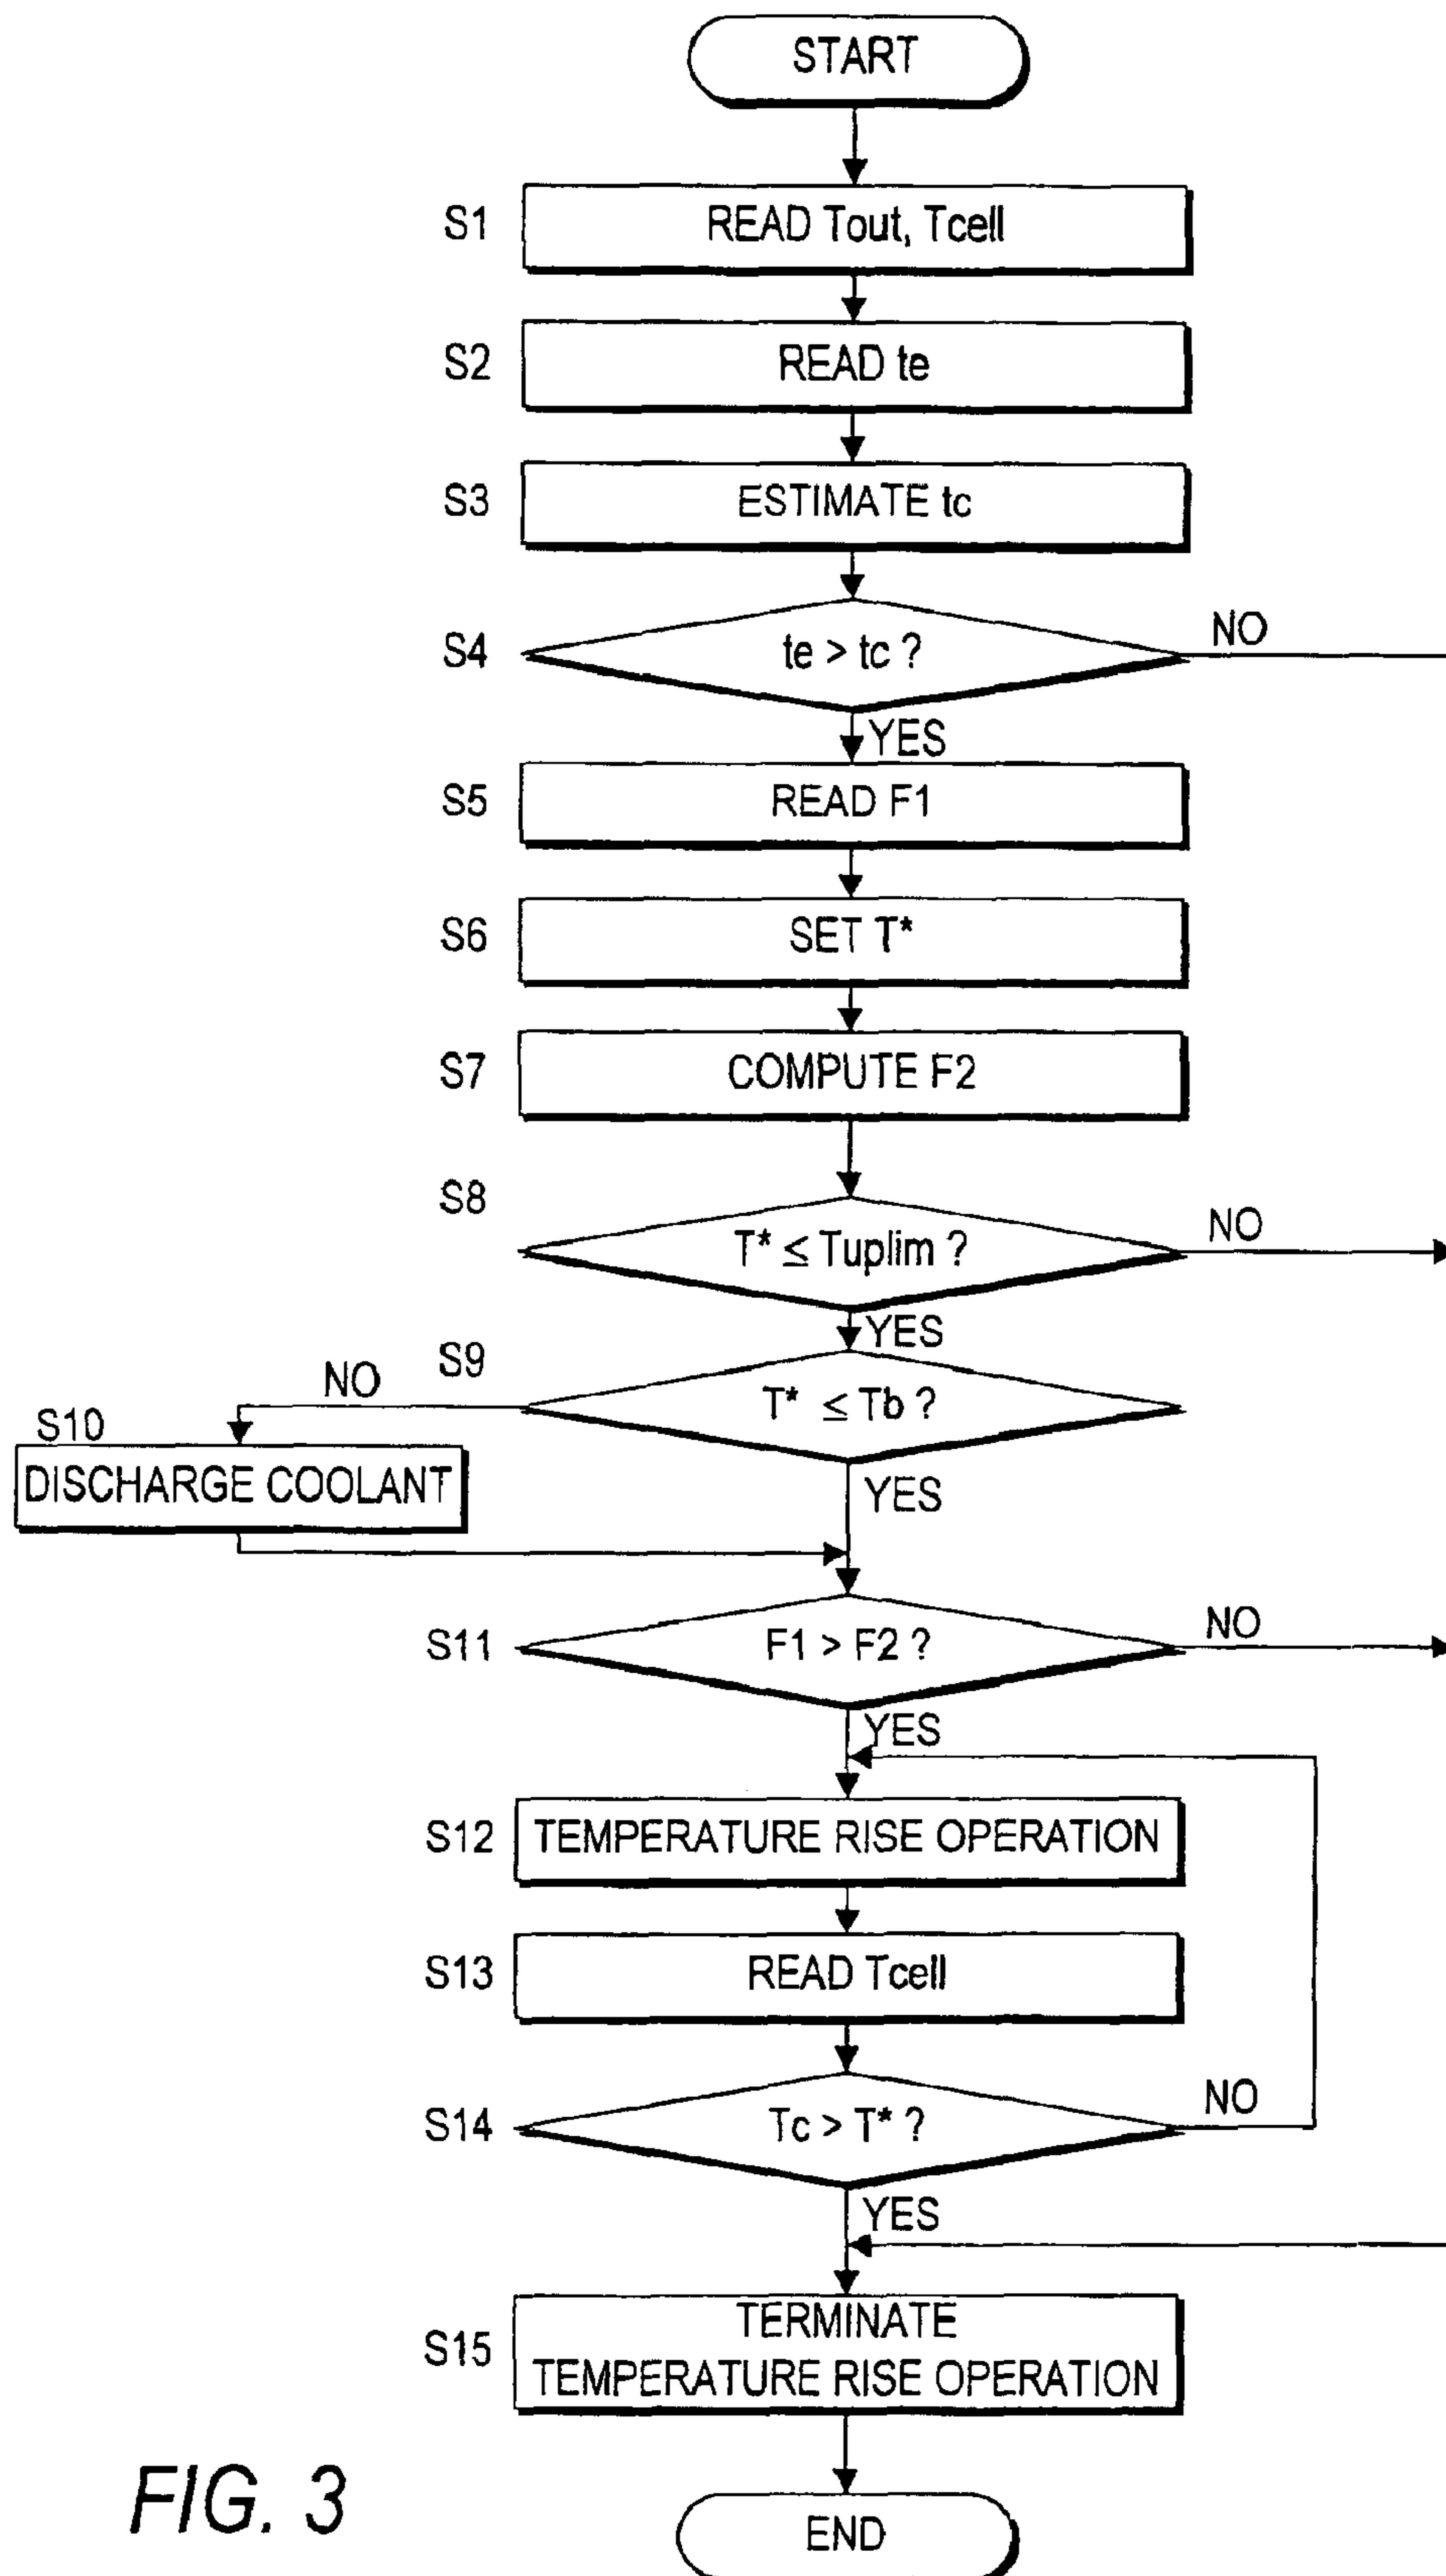 START
S1
READ Tout, Tcell
S2
READ te
S3
ESTIMATE tc
S4
te > tc ?
NO
YES
S5
READ F1
S6
SET T*
S7
COMPUTE F2
S8
T* ≤ Tuplim ?
NO
YES
S9
T* ≤ Tb ?
NO
YES
S10
DISCHARGE COOLANT
S11
F1 > F2 ?
NO
YES
S12
TEMPERATURE RISE OPERATION
S13
READ Tcell
S14
Tc > T* ?
NO
YES
S15
TERMINATE
TEMPERATURE RISE OPERATION
END
FIG. 3